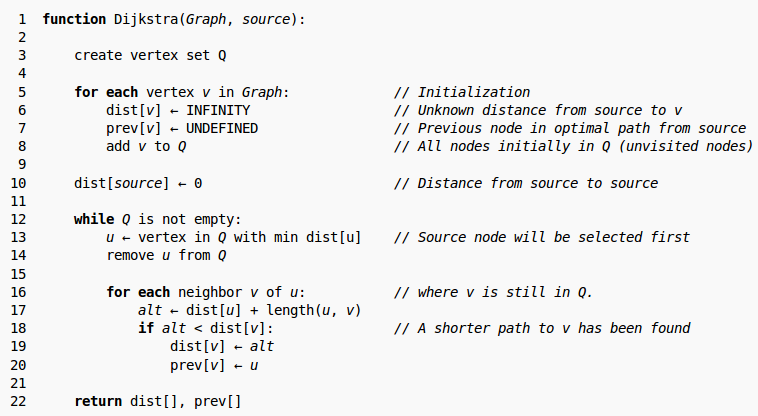 1 function Dijkstra(Graph, source):
2
3     create vertex set Q
4
5     for each vertex v in Graph:             // Initialization
6         dist[v] ← INFINITY                  // Unknown distance from source to v
7         prev[v] ← UNDEFINED                 // Previous node in optimal path from source
8         add v to Q                          // All nodes initially in Q (unvisited nodes)
9
10     dist[source] ← 0                        // Distance from source to source
11
12     while Q is not empty:
13         u ← vertex in Q with min dist[u]    // Source node will be selected first
14         remove u from Q
15
16         for each neighbor v of u:           // where v is still in Q.
17             alt ← dist[u] + length(u, v)
18             if alt < dist[v]:               // A shorter path to v has been found
19                 dist[v] ← alt
20                 prev[v] ← u
21
22     return dist[], prev[]